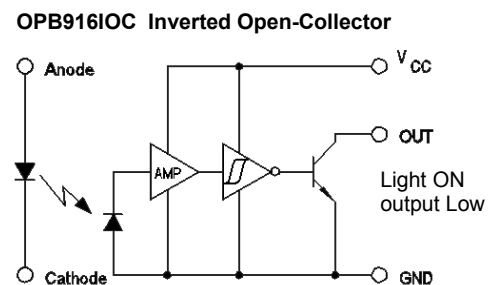 OPB916IOC Inverted Open-Collector
Anode
VCC
OUT
AMP
Light ON
output Low
Cathode
GND